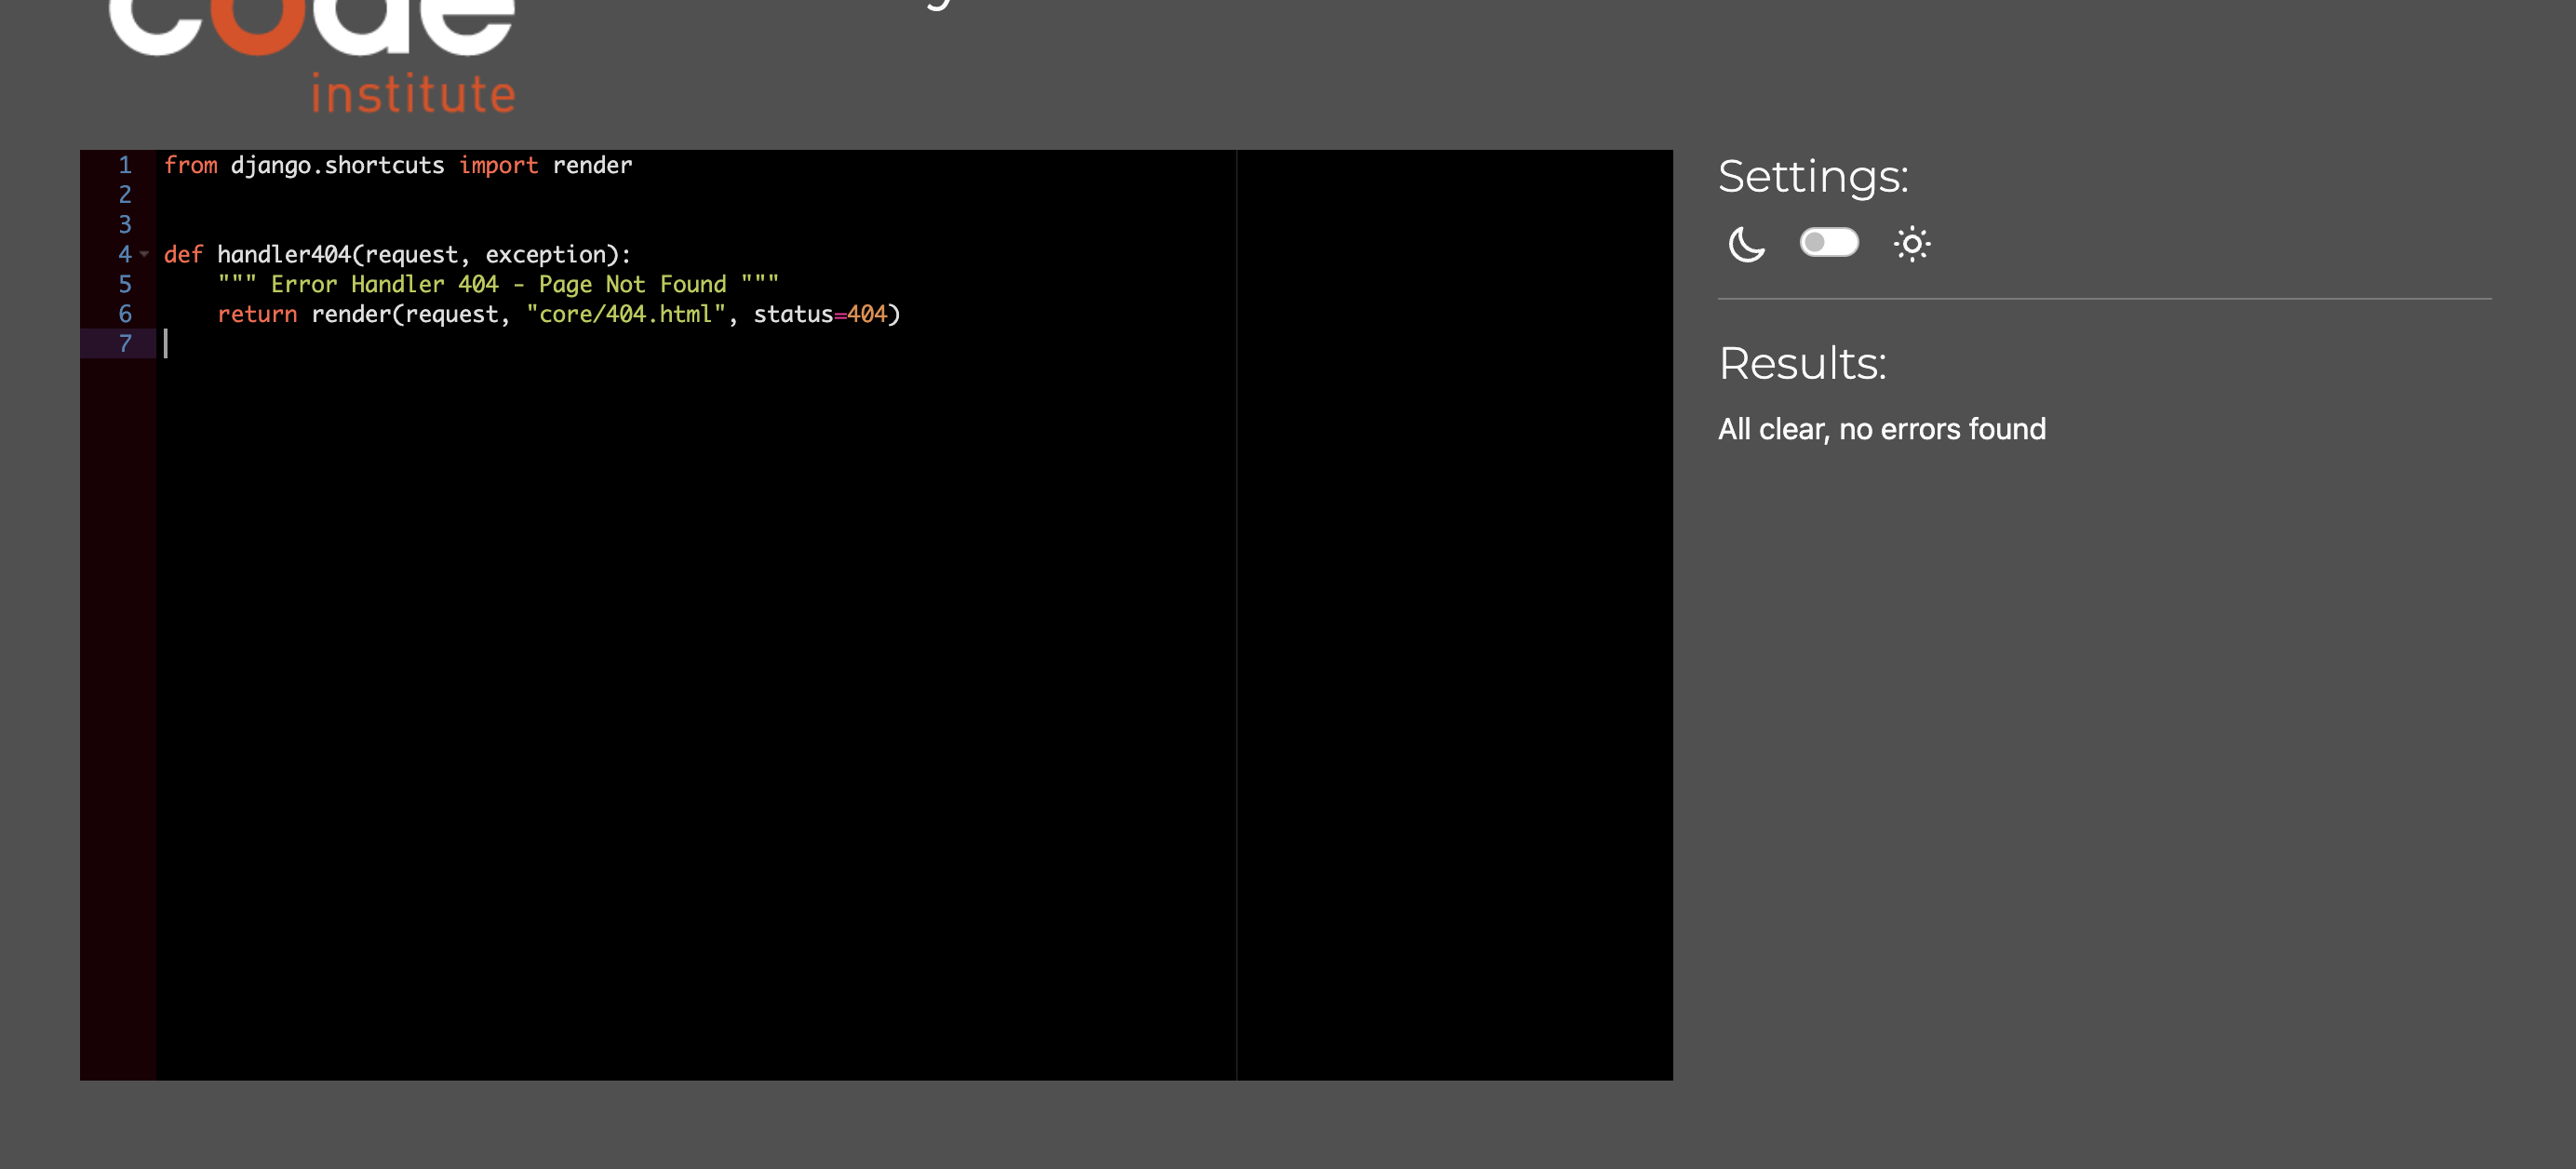 code
institute
1 from django.shortcuts import render
2
3
4 def handler404(request, exception):
5     """ Error Handler 404 - Page Not Found """
6     return render(request, "core/404.html", status=404)
7
Settings:
Results:
All clear, no errors found